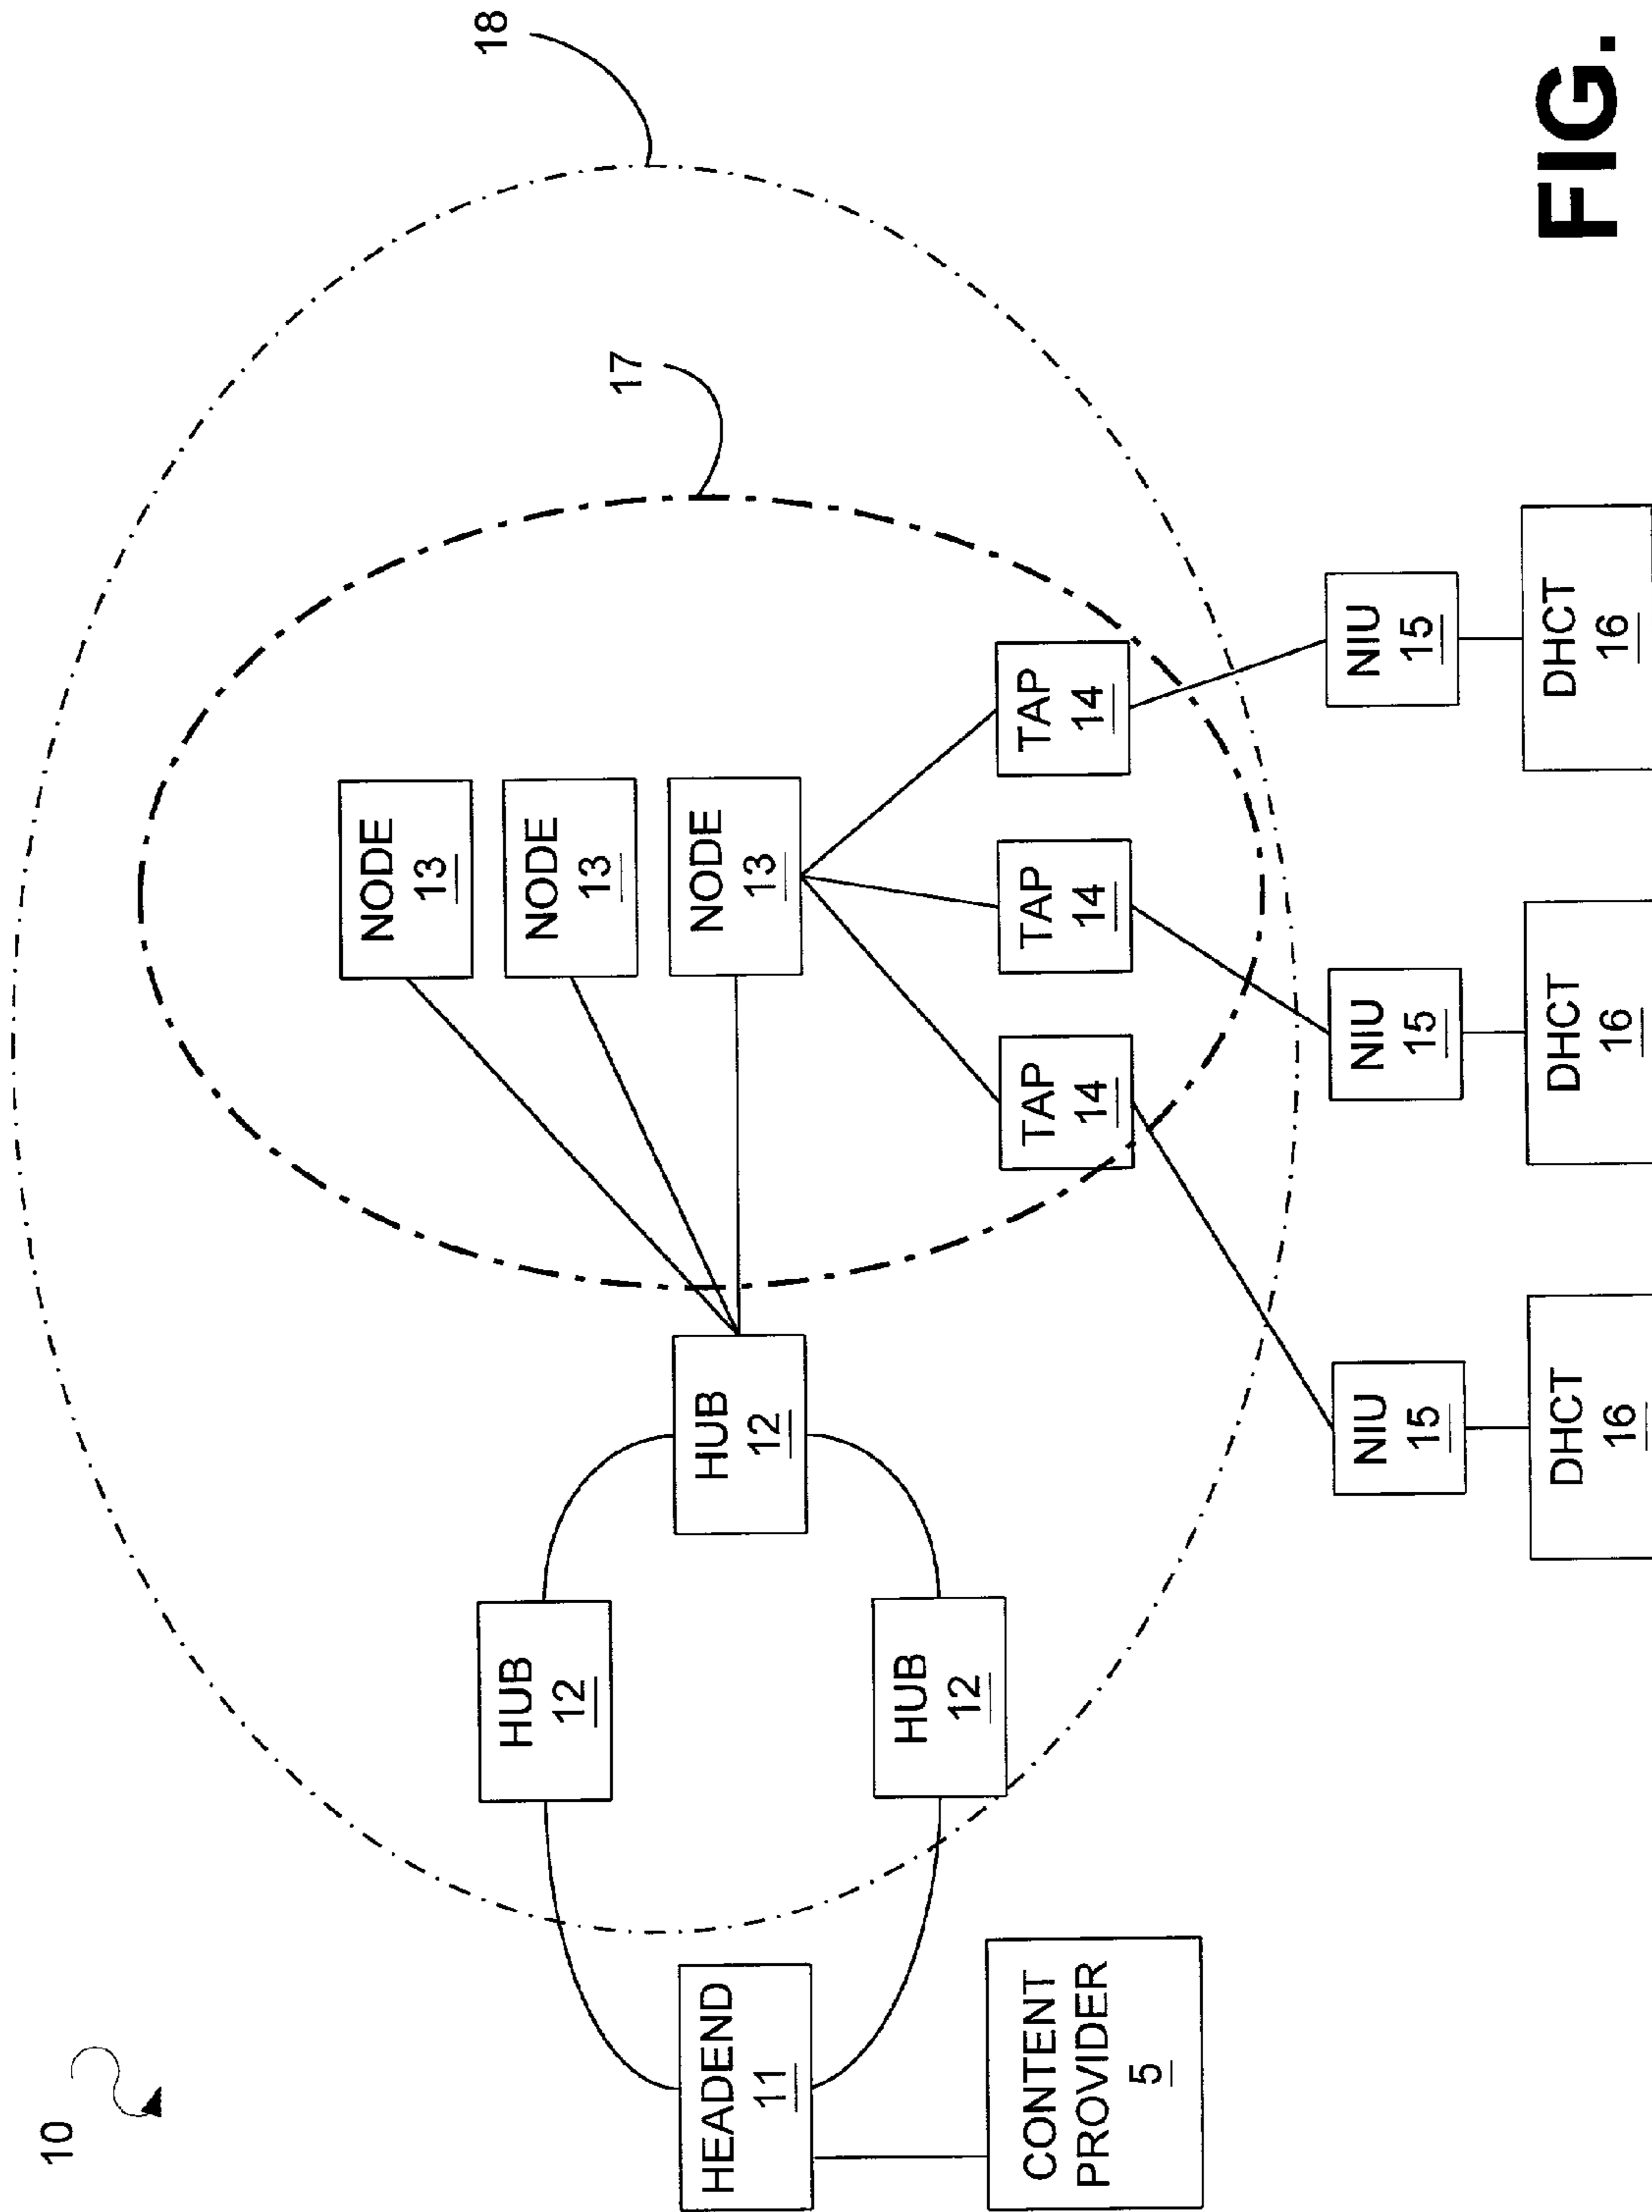 10
18
17
NODE
13
NODE
13
NODE
13
HUB
12
HUB
12
HUB
12
HEADEND
11
CONTENT
PROVIDER
5
TAP
14
TAP
14
TAP
14
NIU
15
NIU
15
NIU
15
DHCT
16
DHCT
16
DHCT
16
FIG.